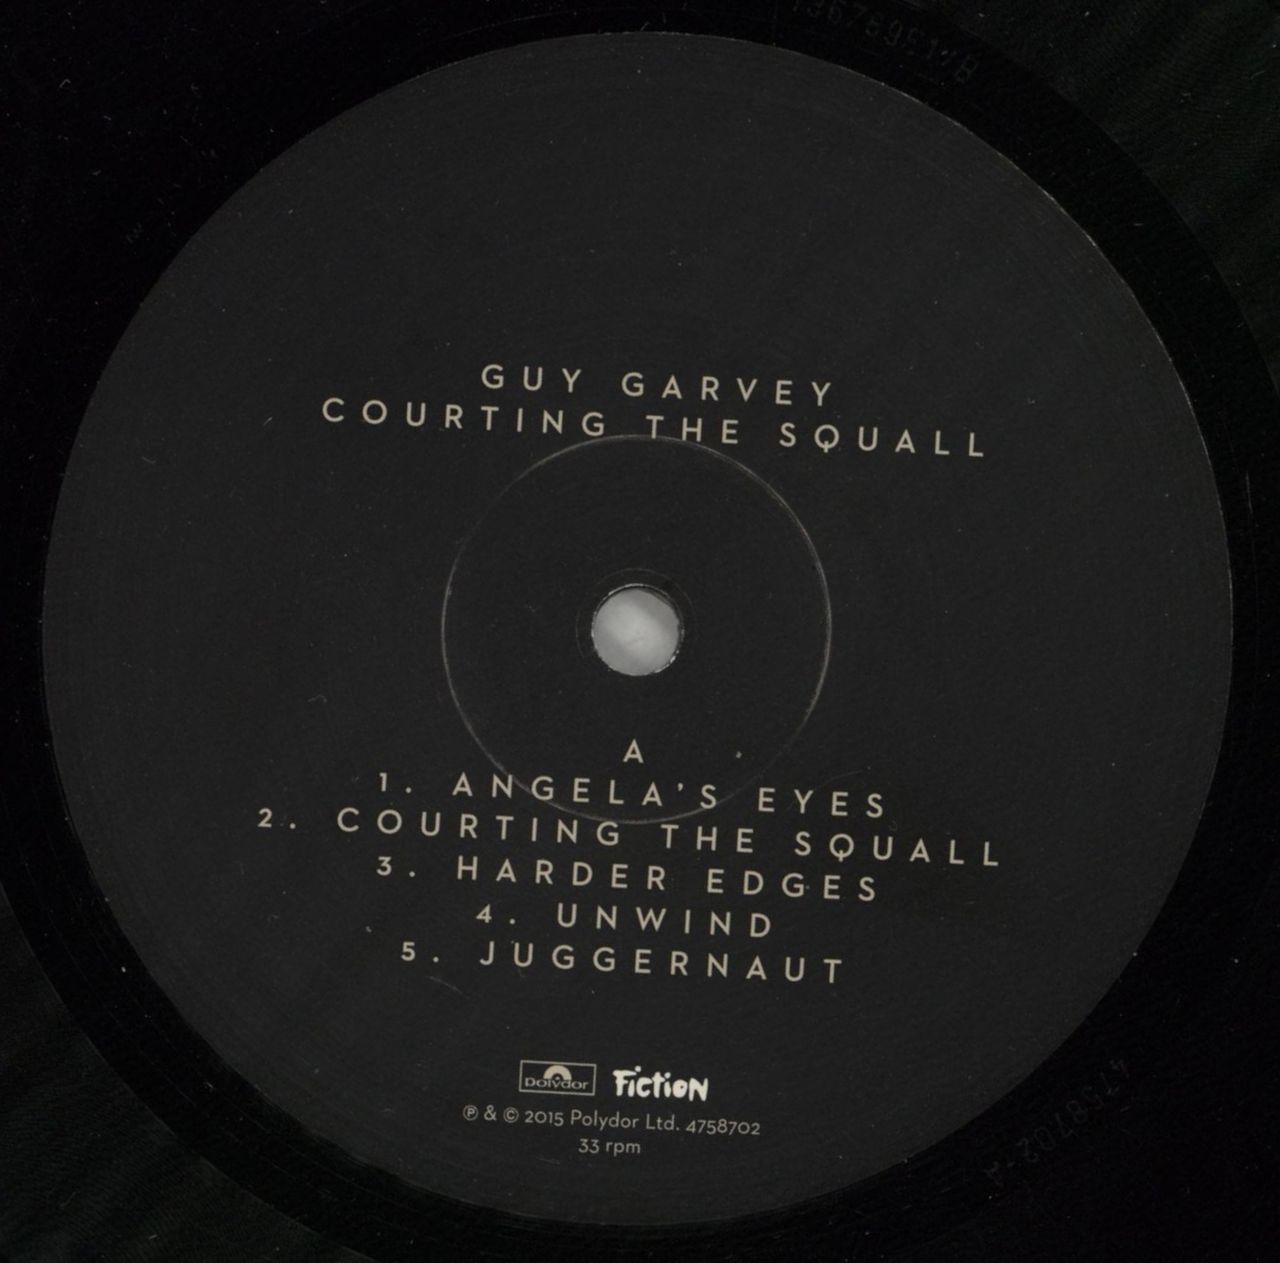 GUY GARVEY
COURTING THE SQUALL
A
1. ANGELA'S EYES
2. COURTING THE SQUALL
3. HARDER EDGES
4. UNWIND
5. JUGGERNAUT
Polydor Fiction
℗ & © 2015 Polydor Ltd. 4758702
33 rpm
4758702-A